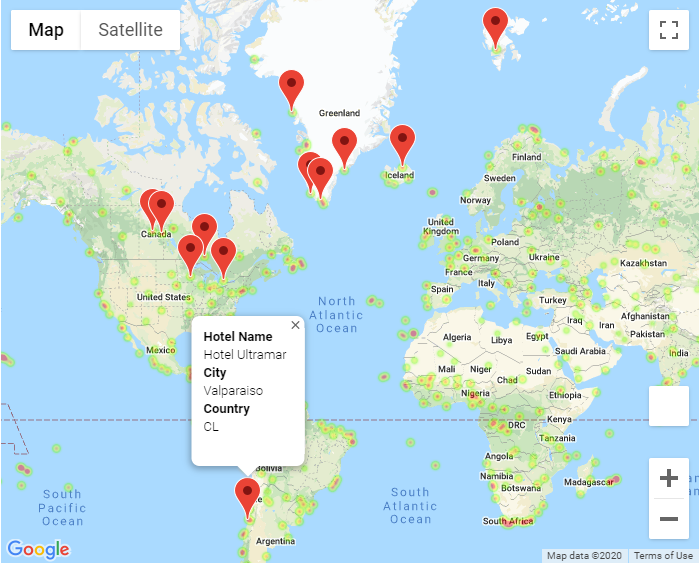 Map
Satellite
Greenland
Iceland
Finland
Sweden
Norway
Canada
United
Kingdom
Poland
Germany
Ukraine
Kazakhstan
France
Italy
Spain
Turkey
United States
North
Atlantic
Ocean
Mexico
Algeria
Libya
Egypt
Iraq
Iran
Afghanistan
Pakistan
Saudi Arabia
India
Mali
Niger
Chad
Sudan
Nigeria
Ethiopia
DRC
Kenya
Tanzania
Angola
Namibia
Botswana
Madagascar
South Africa
Hotel Name
Hotel Ultramar
City
Valparaiso
Country
CL
Bolivia
Argentina
South
Pacific
Ocean
South
Atlantic
Ocean
Google
Map data ©2020
Terms of Use